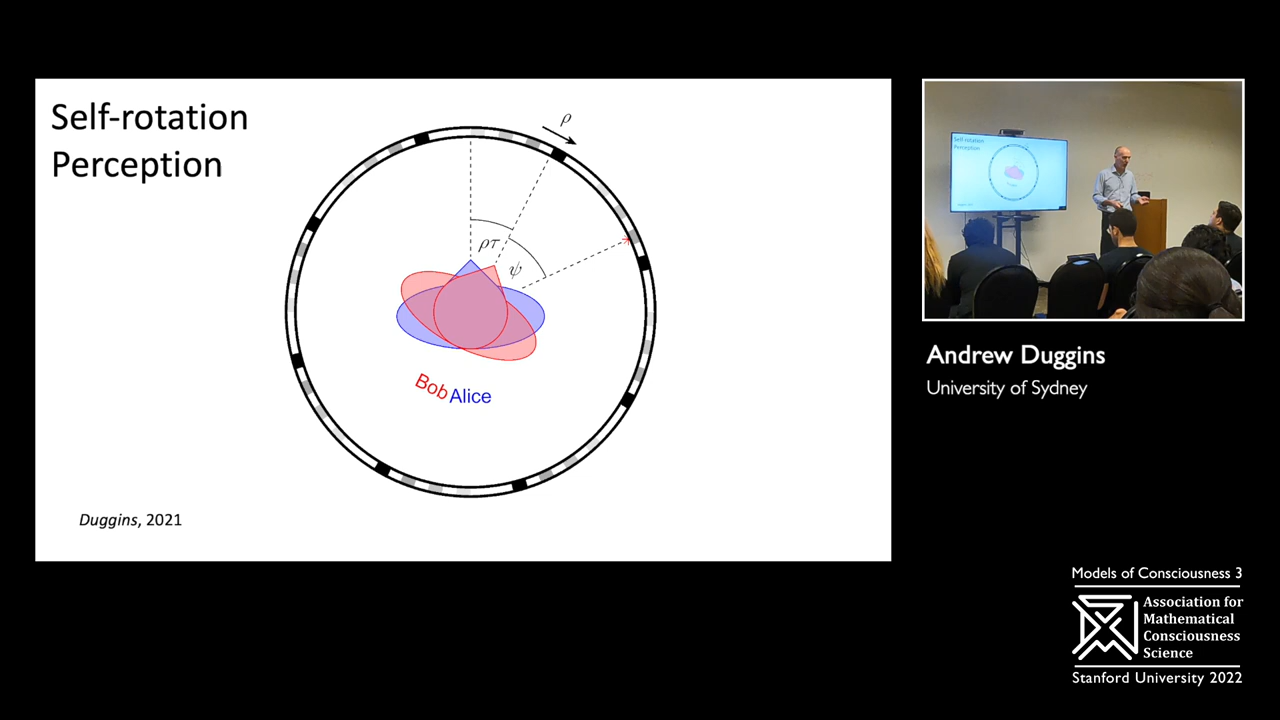 Self-rotation
Perception
ρ
ρτ
ψ
Bob Alice
Duggins, 2021
Andrew Duggins
University of Sydney
Models of Consciousness 3
Association for
Mathematical
Consciousness
Science
Stanford University 2022